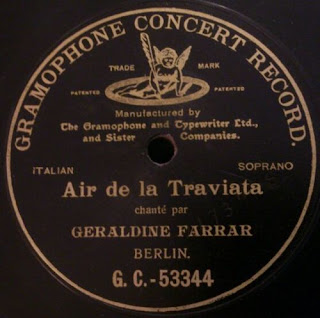 GRAMOPHONE CONCERT RECORD.
TRADE MARK
PATENTED PATENTED
Manufactured by
The Gramophone and Typewriter Ltd.,
and Sister Companies.
ITALIAN SOPRANO
Air de la Traviata
chanté par
GERALDINE FARRAR
BERLIN.
G. C.-53344